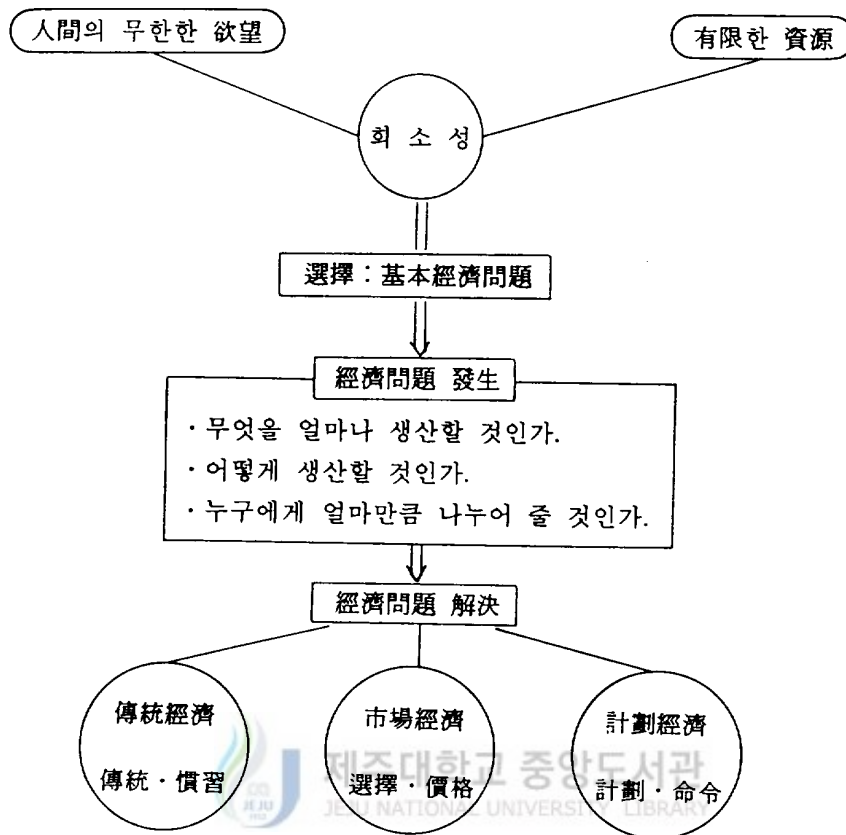 人間의 무한한 欲望
有限한 資源
희 소 성
選擇 : 基本經濟問題
經濟問題 發生
· 무엇을 얼마나 생산할 것인가.
· 어떻게 생산할 것인가.
· 누구에게 얼마만큼 나누어 줄 것인가.
經濟問題 解決
傳統經濟
傳統 · 慣習
市場經濟
選擇 · 價格
計劃經濟
計劃 · 命令
제주대학교 중앙도서관
JEJU NATIONAL UNIVERSITY LIBRARY
JEJU
1952